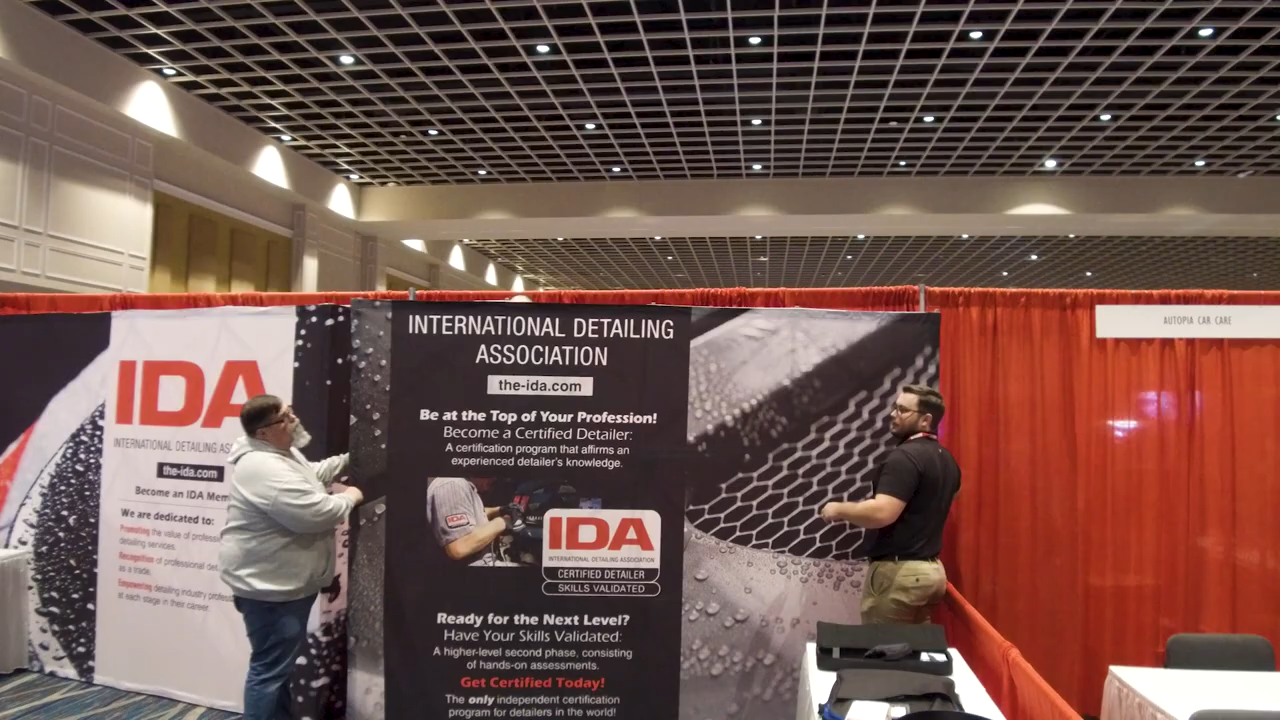 IDA
INTERNATIONAL DETAILING
the-ida.com
Become an IDA
We are dedicated to:
Promoting the value of
detailing services.
Recognition of professional
as a trade.
Empowering detailing industry
at each stage in their career.
INTERNATIONAL DETAILING
ASSOCIATION
the-ida.com
Be at the Top of Your Profession!
Become a Certified Detailer:
A certification program that affirms an
experienced detailer's knowledge.
IDA
IDA
INTERNATIONAL DETAILING ASSOCIATION
CERTIFIED DETAILER
SKILLS VALIDATED
Ready for the Next Level?
Have Your Skills Validated:
A higher-level second phase, consisting
of hands-on assessments.
Get Certified Today!
The only independent certification
program for detailers in the world!
AUTOPIA CAR CARE